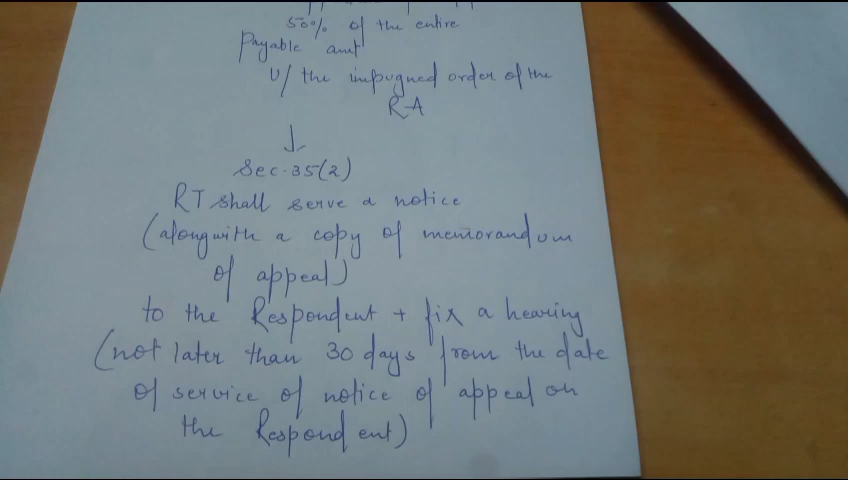 50% of the entire
Payable amt
U/ the impugned order of the
RA
Sec. 35(2)
RT shall serve a notice
(alongwith a copy of memorandum
of appeal)
to the Respondent + fix a hearing
(not later than 30 days from the date
of service of notice of appeal on
the Respondent)